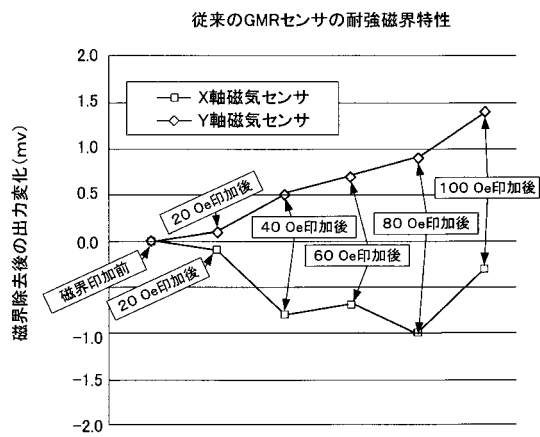 従来のGMRセンサの耐強磁界特性
磁界除去後の出力変化(mv)
2.0
1.5
1.0
0.5
0.0
-1.0
-1.5
-2.0
X軸磁気センサ
Y軸磁気センサ
磁界印加前
20 Oe印加後
20 Oe印加後
40 Oe印加後
60 Oe印加後
80 Oe印加後
100 Oe印加後